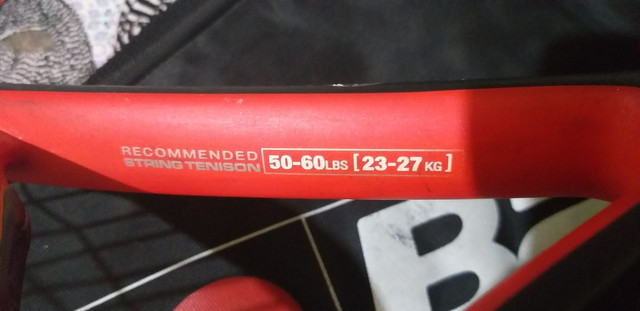 RECOMMENDED
STRING TENISON
50-60LBS [23-27KG]
B